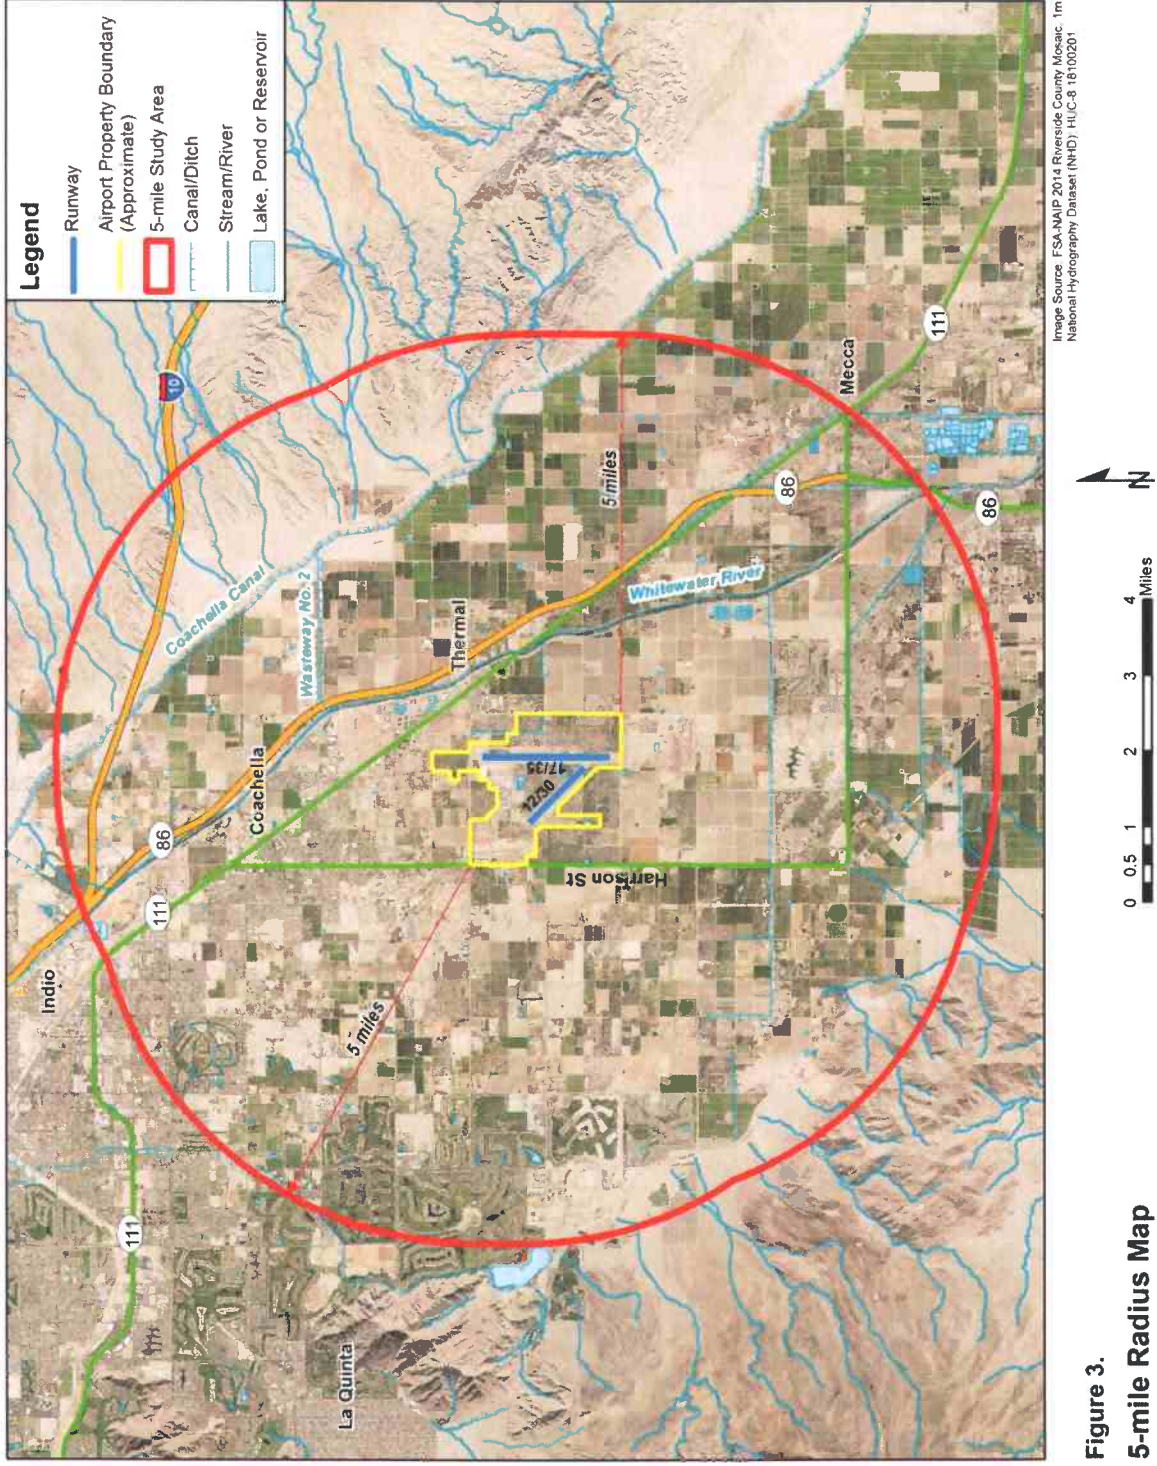 Legend
Runway
Airport Property Boundary
(Approximate)
5-mile Study Area
Canal/Ditch
Stream/River
Lake, Pond or Reservoir
10
Indio
111
86
Coachella
Coachella Canal
Wasteway No. 2
111
5 miles
La Quinta
Thermal
17/35
12/30
Harrison St
Whitewater River
5 miles
86
Mecca
111
86
Image Source: FSA-NAIP 2014 Riverside County Mosaic, 1m
National Hydrography Dataset (NHD): HUC-8 18100201
Figure 3.
5-mile Radius Map
0 0.5 1 2 3 4
Miles
N